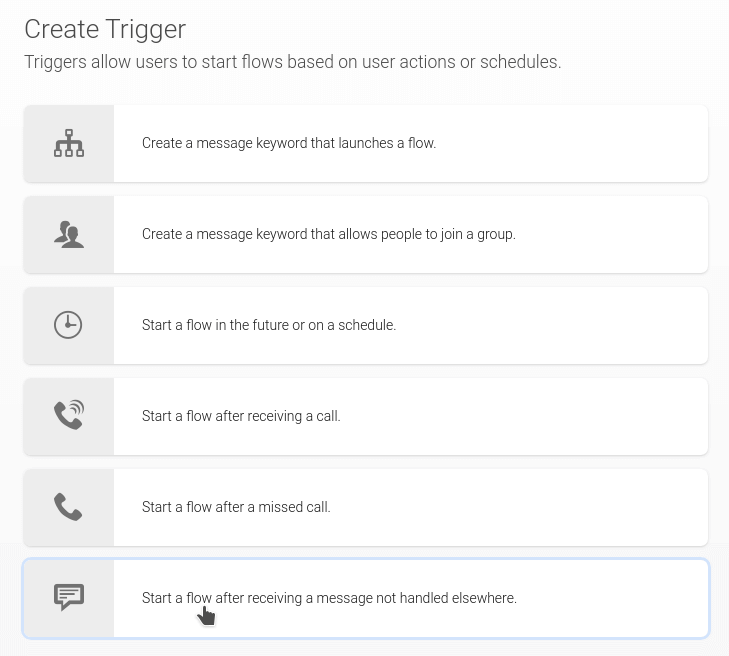 Create Trigger
Triggers allow users to start flows based on user actions or schedules.
Create a message keyword that launches a flow.
Create a message keyword that allows people to join a group.
Start a flow in the future or on a schedule.
Start a flow after receiving a call.
Start a flow after a missed call.
Start a flow after receiving a message not handled elsewhere.